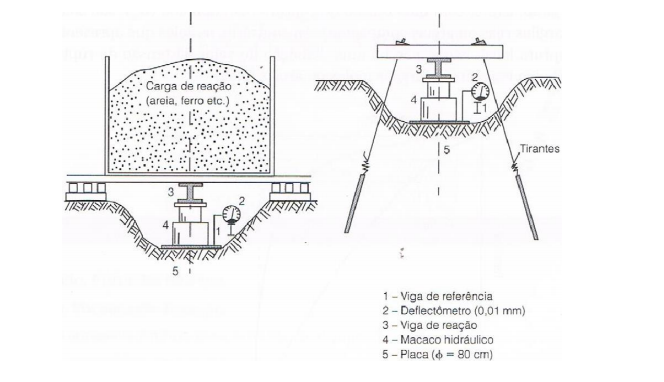 Carga de reação
(areia, ferro etc.)
3
2
4
1
5
3
2
4
1
5
Tirantes
1 – Viga de referência
2 – Deflectômetro (0,01 mm)
3 – Viga de reação
4 – Macaco hidráulico
5 – Placa (ϕ = 80 cm)